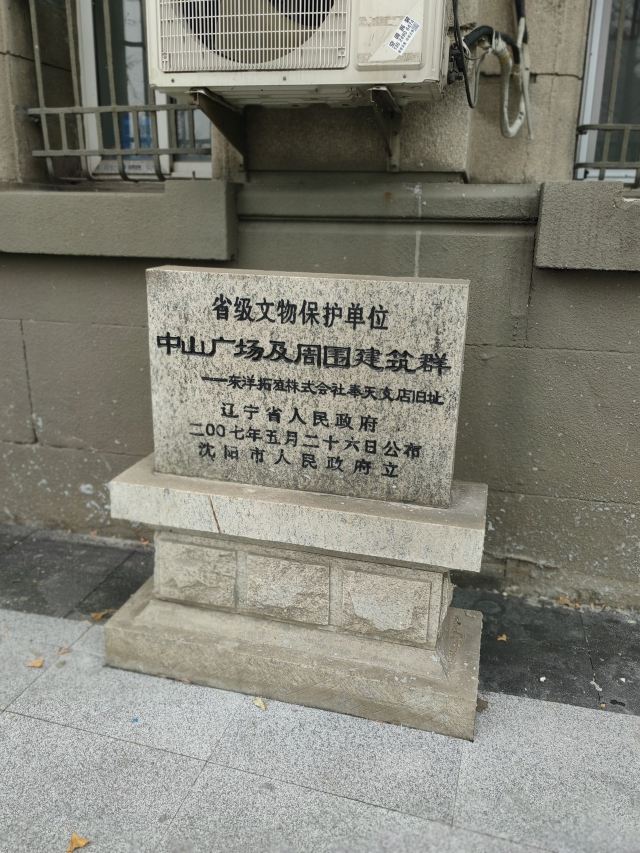 省级文物保护单位
中山广场及周围建筑群
——东洋拓殖株式会社奉天支店旧址
辽宁省人民政府
二〇〇七年五月二十六日公布
沈阳市人民政府立